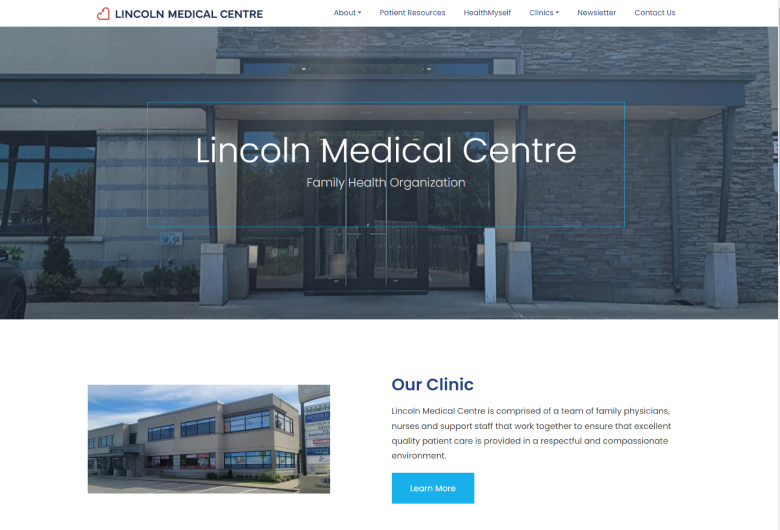 LINCOLN MEDICAL CENTRE
About
Patient Resources
HealthMyself
Clinics
Newsletter
Contact Us
Lincoln Medical Centre
Family Health Organization
Our Clinic
Lincoln Medical Centre is comprised of a team of family physicians,
nurses and support staff that work together to ensure that excellent
quality patient care is provided in a respectful and compassionate
environment.
Learn More